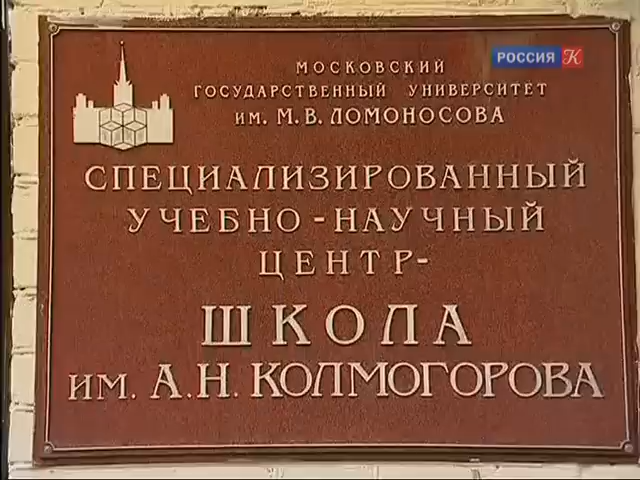 РОССИЯ К
МОСКОВСКИЙ
ГОСУДАРСТВЕННЫЙ УНИВЕРСИТЕТ
ИМ. М.В. ЛОМОНОСОВА
СПЕЦИАЛИЗИРОВАННЫЙ
УЧЕБНО-НАУЧНЫЙ
ЦЕНТР-
ШКОЛА
ИМ. А.Н. КОЛМОГОРОВА